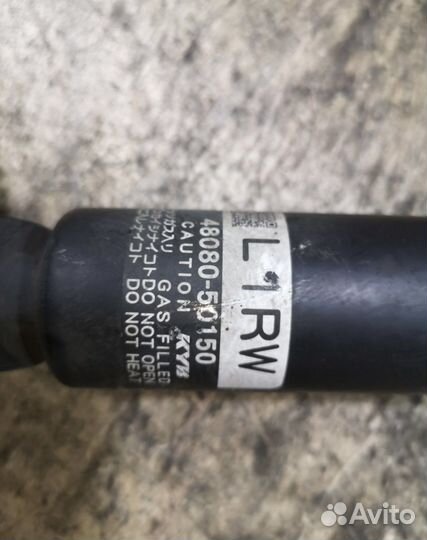 L1RW
48080-50150
CAUTION KYB
GAS FILLED
DO NOT OPEN
DO NOT HEAT
Avito